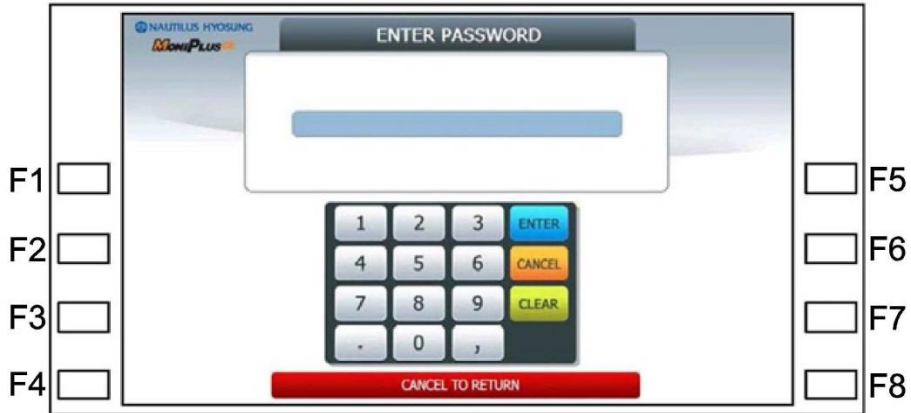 NAUTILUS HYOSUNG
MoniPlus CE
ENTER PASSWORD
F1
F5
1 2 3 ENTER
F2
F6
4 5 6 CANCEL
7 8 9 CLEAR
F3
F7
. 0 ,
F4
CANCEL TO RETURN
F8